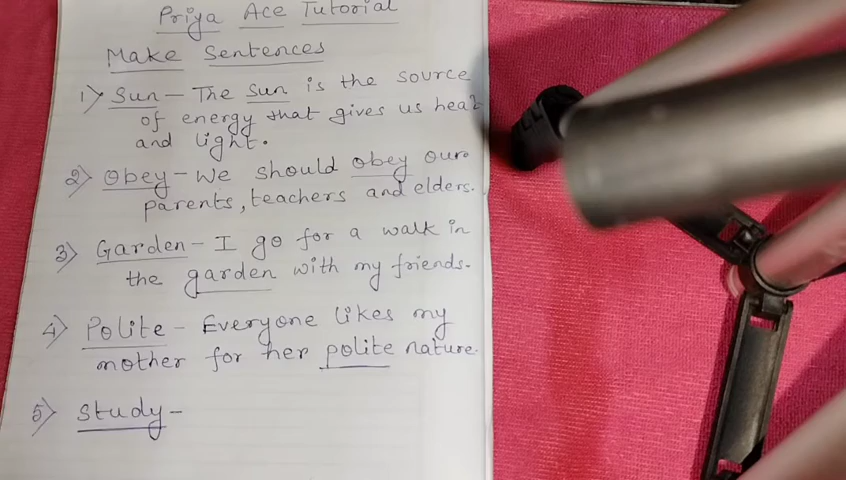 Priya Ace Tutorial
Make Sentences
1) Sun - The sun is the source
of energy that gives us heat
and light.
2) Obey - We should obey our
parents, teachers and elders.
3) Garden - I go for a walk in
the garden with my friends.
4) Polite - Everyone likes my
mother for her polite nature.
5) Study -